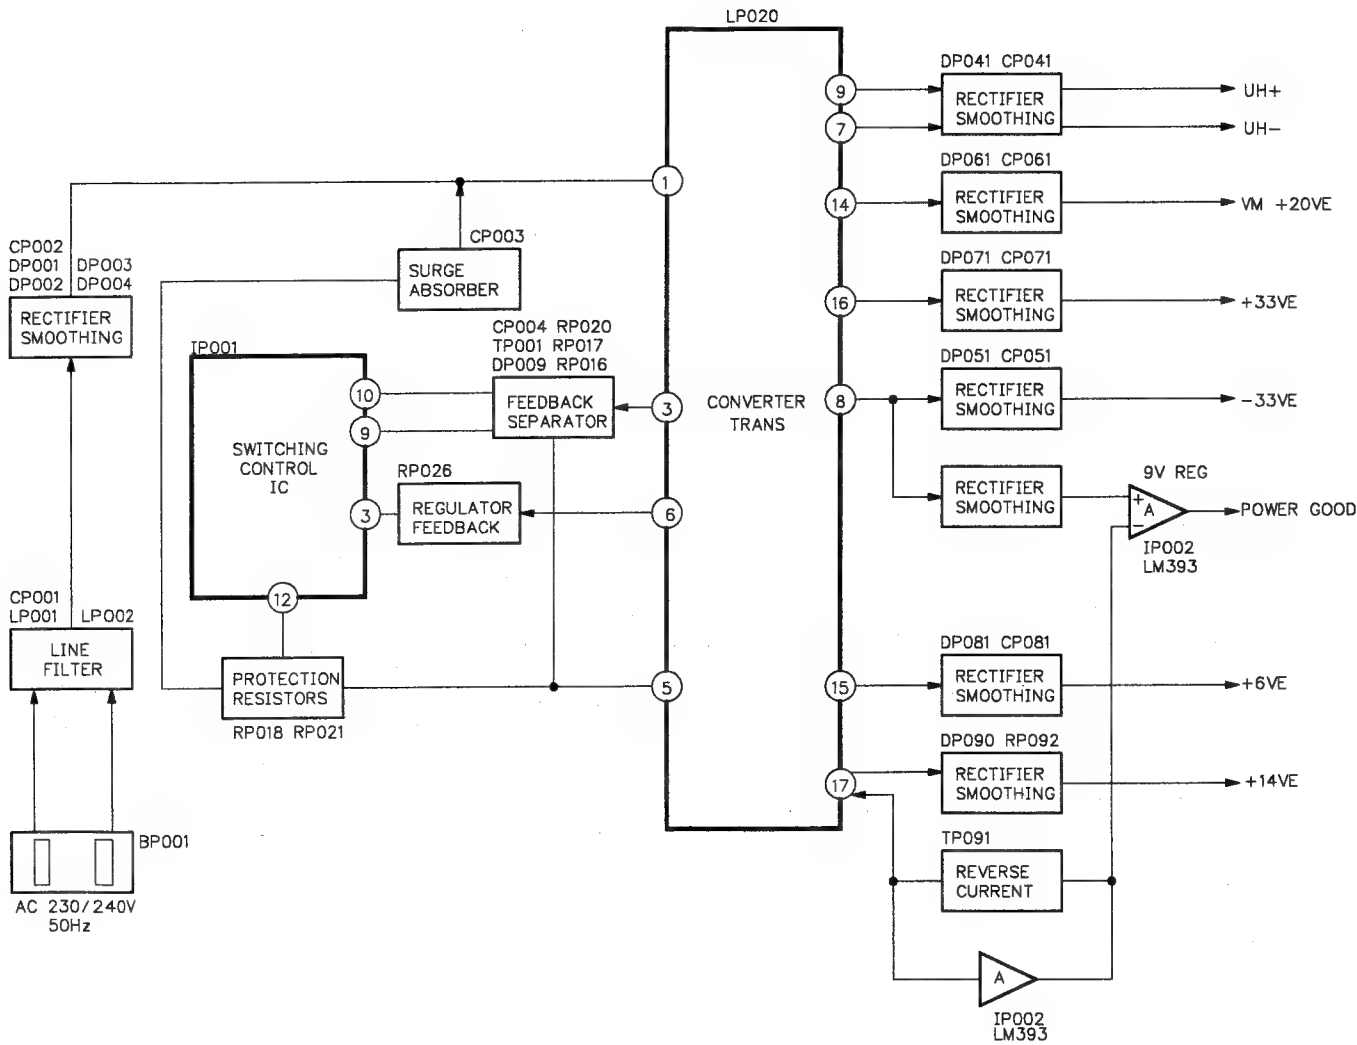 LP020
DP041 CP041
9
RECTIFIER
SMOOTHING
UH+
7
UH-
DP061 CP061
14
RECTIFIER
SMOOTHING
VM +20VE
1
CP003
SURGE
ABSORBER
CP002
DP001 DP003
DP002 DP004
RECTIFIER
SMOOTHING
DP071 CP071
16
RECTIFIER
SMOOTHING
+33VE
CP004 RP020
TP001 RP017
DP009 RP016
FEEDBACK
SEPARATOR
IP001
10
9
SWITCHING
CONTROL
IC
3
12
3
CONVERTER
TRANS
DP051 CP051
8
RECTIFIER
SMOOTHING
-33VE
RP026
REGULATOR
FEEDBACK
6
RECTIFIER
SMOOTHING
9V REG
+
A
-
POWER GOOD
IP002
LM393
CP001
LP001 LP002
LINE
FILTER
PROTECTION
RESISTORS
RP018 RP021
5
DP081 CP081
15
RECTIFIER
SMOOTHING
+6VE
DP090 RP092
17
RECTIFIER
SMOOTHING
+14VE
BP001
AC 230/240V
50Hz
TP091
REVERSE
CURRENT
A
IP002
LM393